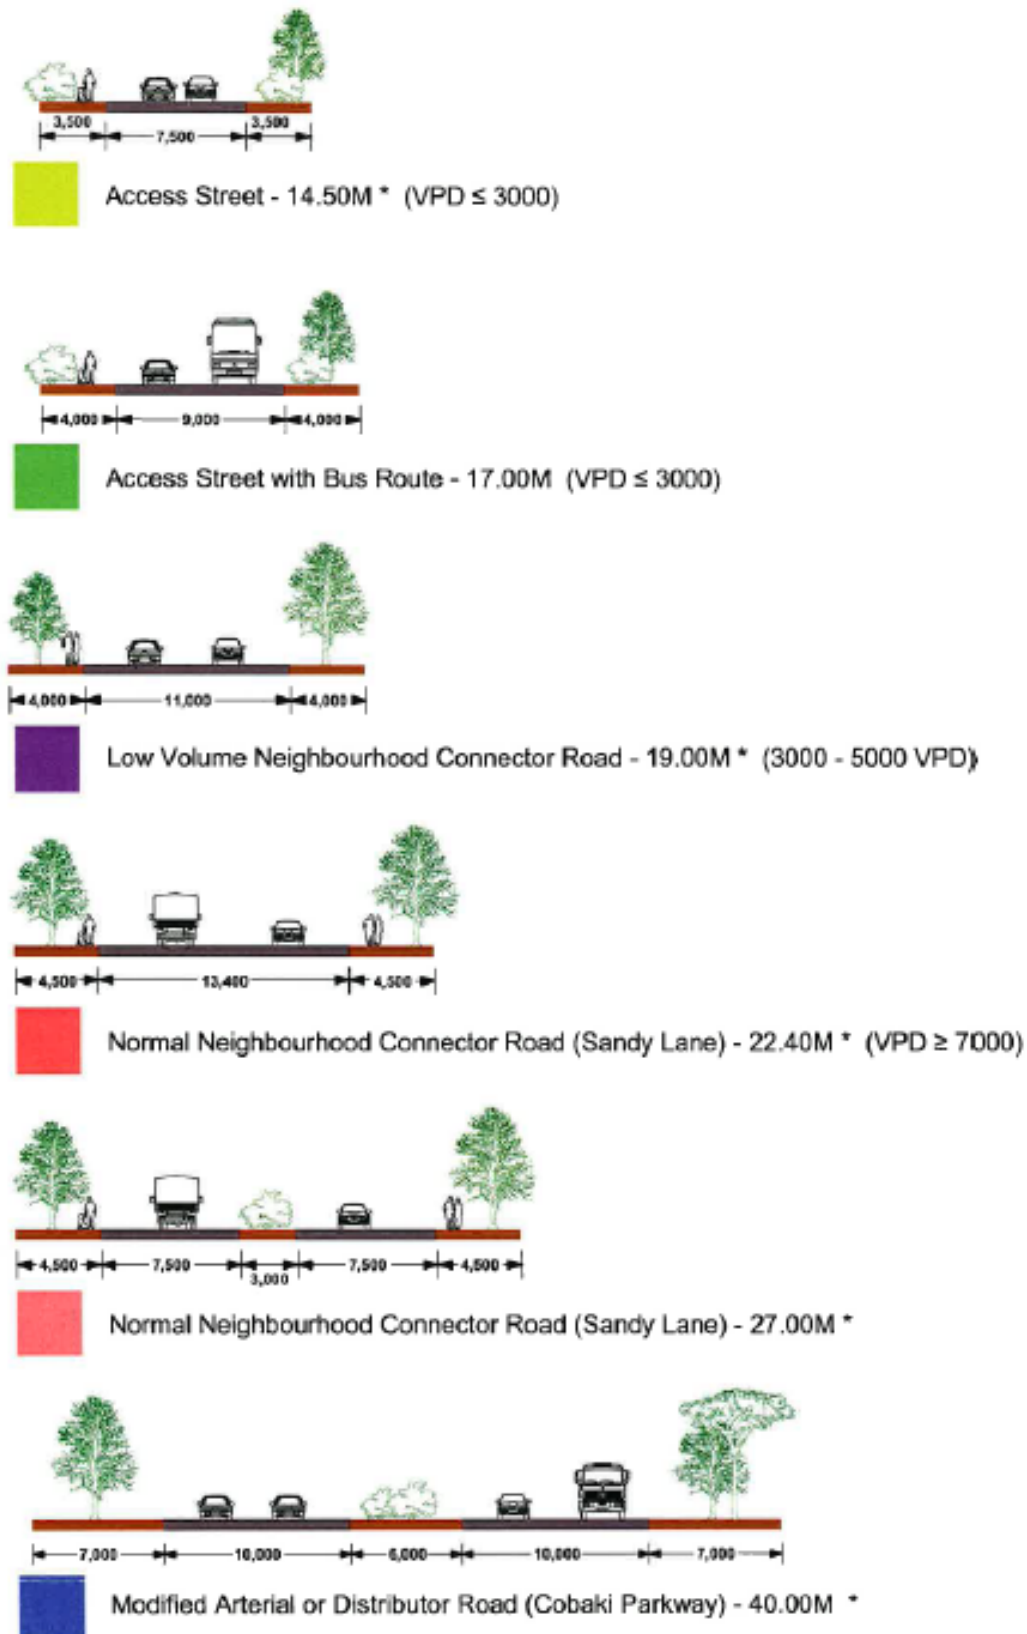 3,500 7,500 3,500
Access Street - 14.50M * (VPD ≤ 3000)
4,000 9,000 4,000
Access Street with Bus Route - 17.00M (VPD ≤ 3000)
4,000 11,000 4,000
Low Volume Neighbourhood Connector Road - 19.00M * (3000 - 5000 VPD)
4,500 13,400 4,500
Normal Neighbourhood Connector Road (Sandy Lane) - 22.40M * (VPD ≥ 7000)
4,500 7,500 3,000 7,500 4,500
Normal Neighbourhood Connector Road (Sandy Lane) - 27.00M *
7,000 10,000 6,000 10,000 7,000
Modified Arterial or Distributor Road (Cobaki Parkway) - 40.00M *